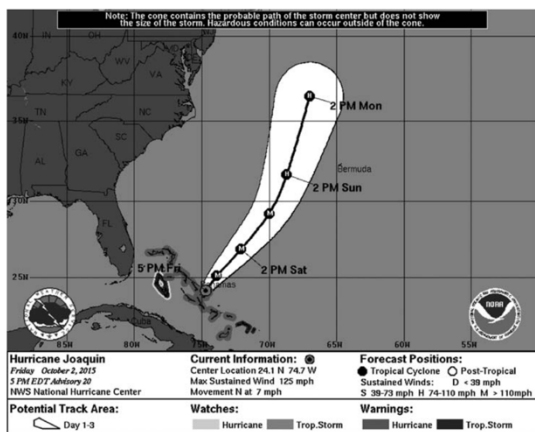 Note: The cone contains the probable path of the storm center but does not show
the size of the storm. Hazardous conditions can occur outside of the cone.
40N
IN
OH
MD
WV
KY
VA
35N
TN
NC
2 PM Mon
SC
AL
GA
Bermuda
2 PM Sun
30N
FL
5 PM Fri
2 PM Sat
25N
85W
80W
75W
70W
65W
60W
55W
NOAA
Hurricane Joaquin
Friday October 2, 2015
5 PM EDT Advisory 20
NWS National Hurricane Center
Current Information:
Center Location 24.1 N 74.7 W
Max Sustained Wind 125 mph
Movement N at 7 mph
Forecast Positions:
Tropical Cyclone Post-Tropical
Sustained Winds: D < 39 mph
S 39-73 mph H 74-110 mph M > 110mph
Potential Track Area:
Day 1-3
Watches:
Hurricane Trop.Storm
Warnings:
Hurricane Trop.Storm